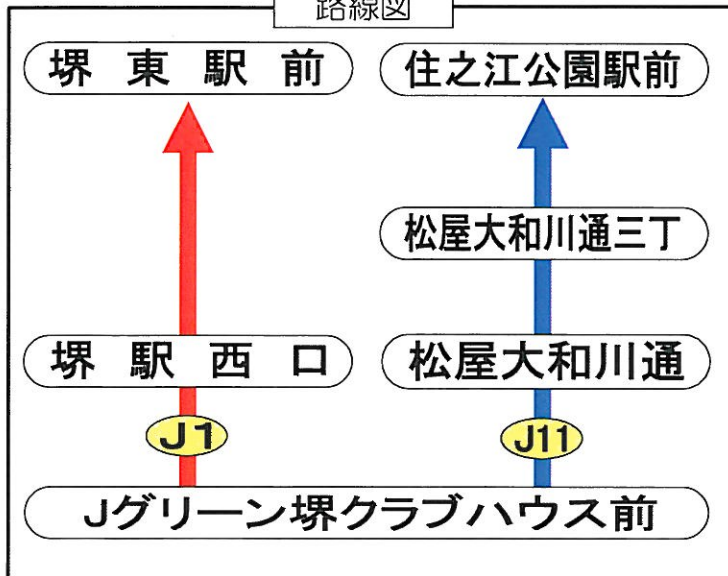 路線図
堺東駅前
住之江公園駅前
松屋大和川通三丁
堺駅西口
松屋大和川通
J1
J11
Jグリーン堺クラブハウス前